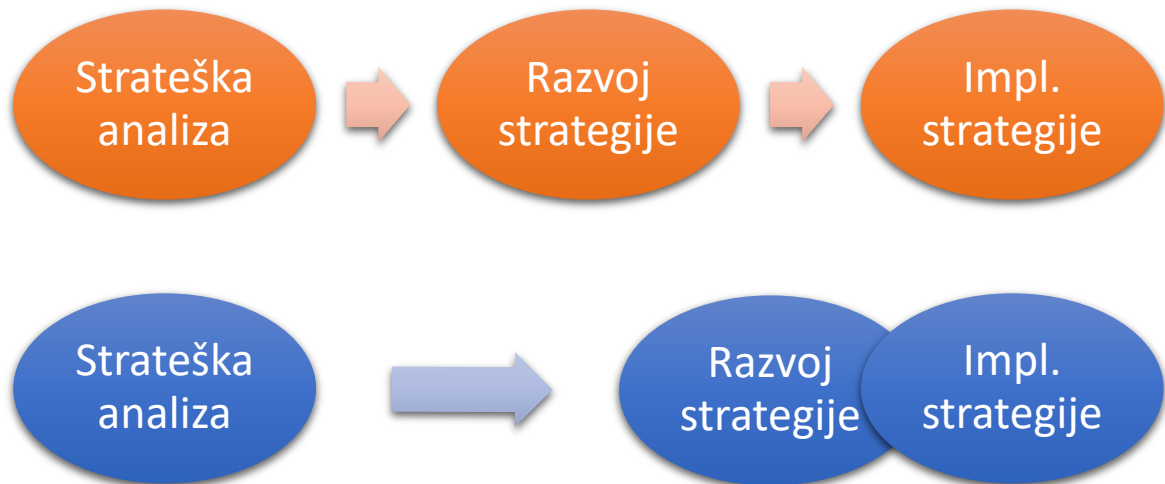 Strateška
analiza
Razvoj
strategije
Impl.
strategije
Strateška
analiza
Razvoj
strategije
Impl.
strategije